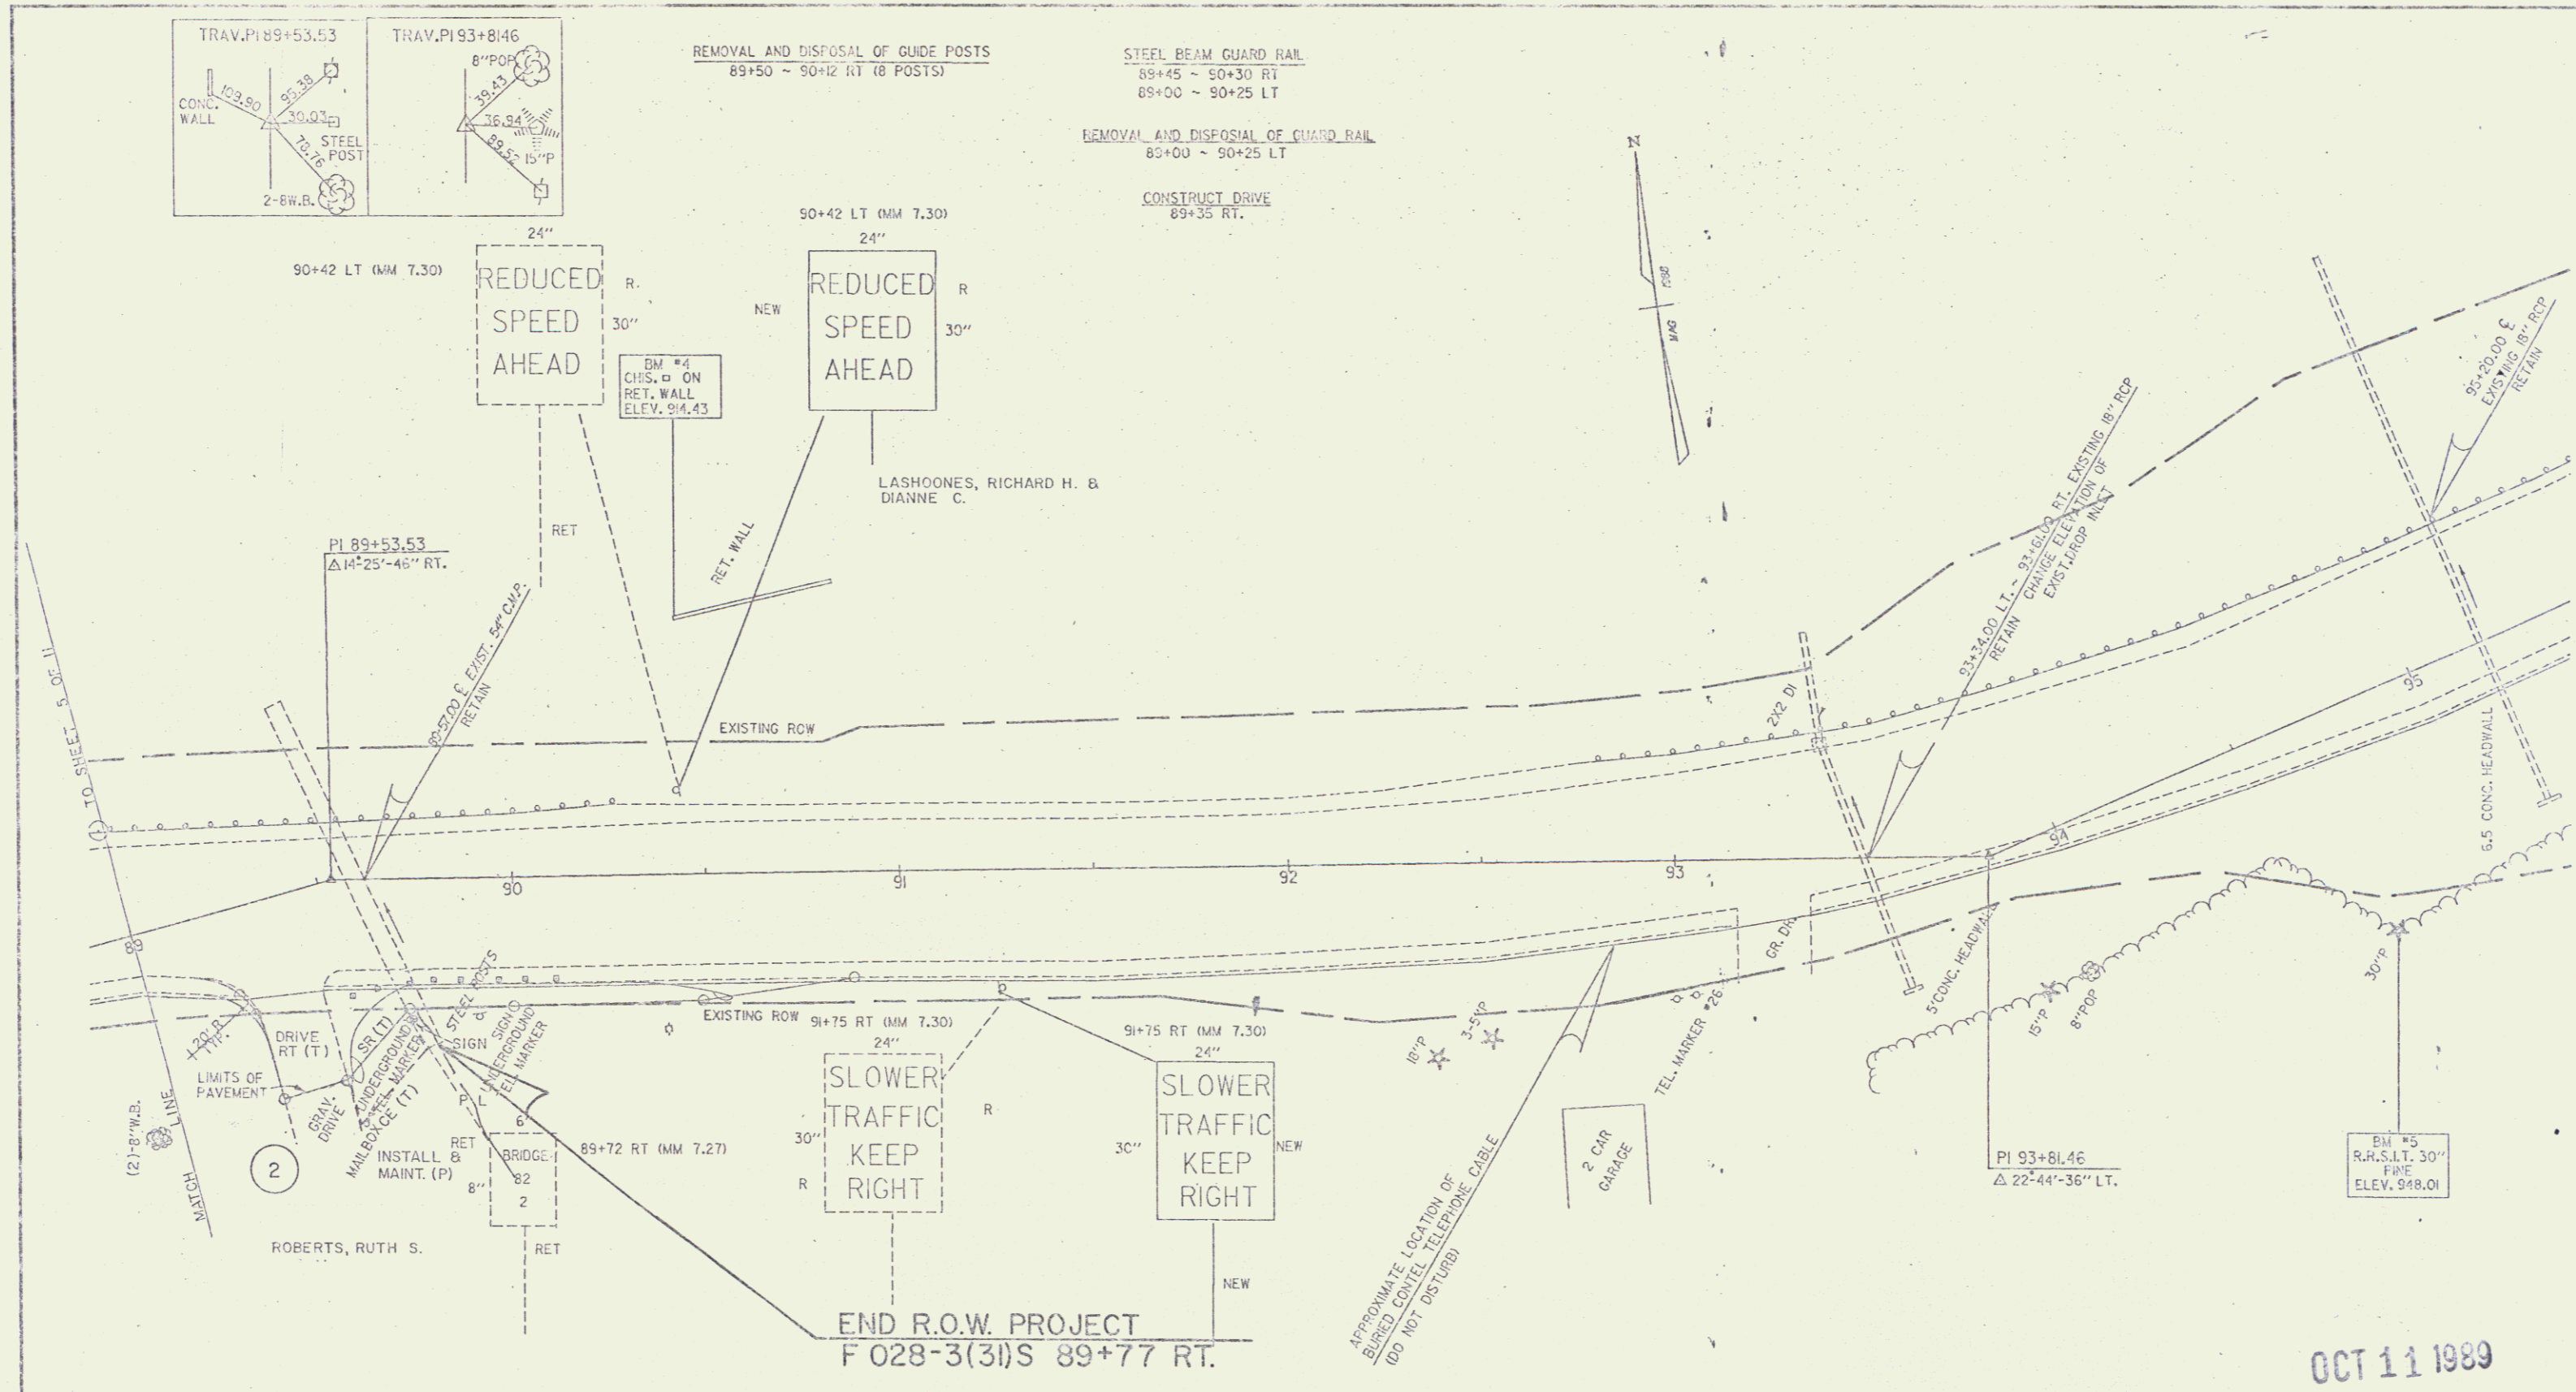 TRAV.PI 89+53.53
109.90
95.38
CONC.
WALL
30.03
STEEL
POST
78.76
2-8W.B.
TRAV.PI 93+8146
8"POP
39.43
36.94
89.52
15"P
REMOVAL AND DISPOSAL OF GUIDE POSTS
89+50 ~ 90+12 RT (8 POSTS)
STEEL BEAM GUARD RAIL
89+45 ~ 90+30 RT
89+00 ~ 90+25 LT
REMOVAL AND DISPOSIAL OF GUARD RAIL
89+00 ~ 90+25 LT
CONSTRUCT DRIVE
89+35 RT.
N
1980
MAG
90+42 LT (MM 7.30)
24"
REDUCED
SPEED
AHEAD
R.
30"
RET
90+42 LT (MM 7.30)
24"
NEW
REDUCED
SPEED
AHEAD
R
30"
BM #4
CHIS. □ ON
RET. WALL
ELEV. 914.43
LASHOONES, RICHARD H. &
DIANNE C.
RET. WALL
PI 89+53.53
△ 14°-25'-46" RT.
89+57.00 ℄ EXIST. 54" C.M.P.
RETAIN
TO SHEET 5 OF 11
EXISTING ROW
2X2 DI
93+34.00 LT. ~ 93+61.00 RT. EXISTING 18" RCP
RETAIN
CHANGE ELEVATION OF
EXIST. DROP INLET
95+20.00 ℄
EXISTING 18" RCP
RETAIN
6.5 CONC. HEADWALL
89
90
91
92
93
94
95
20' R
TYP.
DRIVE
RT (T)
SR (T)
LIMITS OF
PAVEMENT
GRAV.
DRIVE
UNDERGROUND
TEL MARKER
MAILBOX CE (T)
STEEL POSTS
SIGN
SIGN
UNDERGROUND
TEL MARKER
P L
INSTALL &
MAINT. (P)
RET
6"
BRIDGE
82
2
8"
RET
89+72 RT (MM 7.27)
(2)-8"W.B.
MATCH LINE
2
ROBERTS, RUTH S.
EXISTING ROW
91+75 RT (MM 7.30)
24"
SLOWER
TRAFFIC
KEEP
RIGHT
30"
R
R
91+75 RT (MM 7.30)
24"
SLOWER
TRAFFIC
KEEP
RIGHT
30"
NEW
NEW
18"P
3-5"P
TEL. MARKER #26
GR. DR.
2 CAR
GARAGE
APPROXIMATE LOCATION OF
BURIED CONTEL TELEPHONE CABLE
(DO NOT DISTURB)
5' CONC. HEADWALL
15"P
8"POP
30"P
PI 93+81.46
△ 22°-44'-36" LT.
BM #5
R.R.S.I.T. 30"
PINE
ELEV. 948.01
END R.O.W. PROJECT
F 028-3(31)S 89+77 RT.
OCT 11 1989